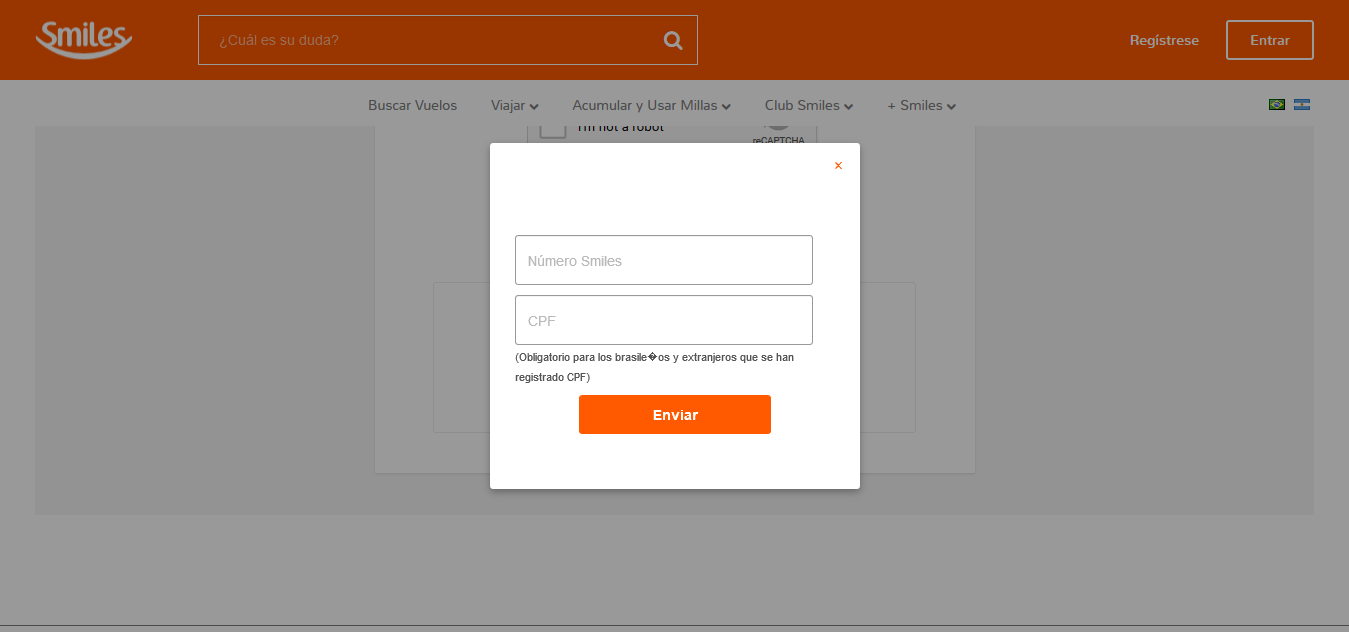 Smiles
¿Cuál es su duda?
Regístrese
Entrar
Buscar Vuelos
Viajar
Acumular y Usar Millas
Club Smiles
+ Smiles
I'm not a robot
reCAPTCHA
x
Número Smiles
CPF
(Obligatorio para los brasile�os y extranjeros que se han
registrado CPF)
Enviar